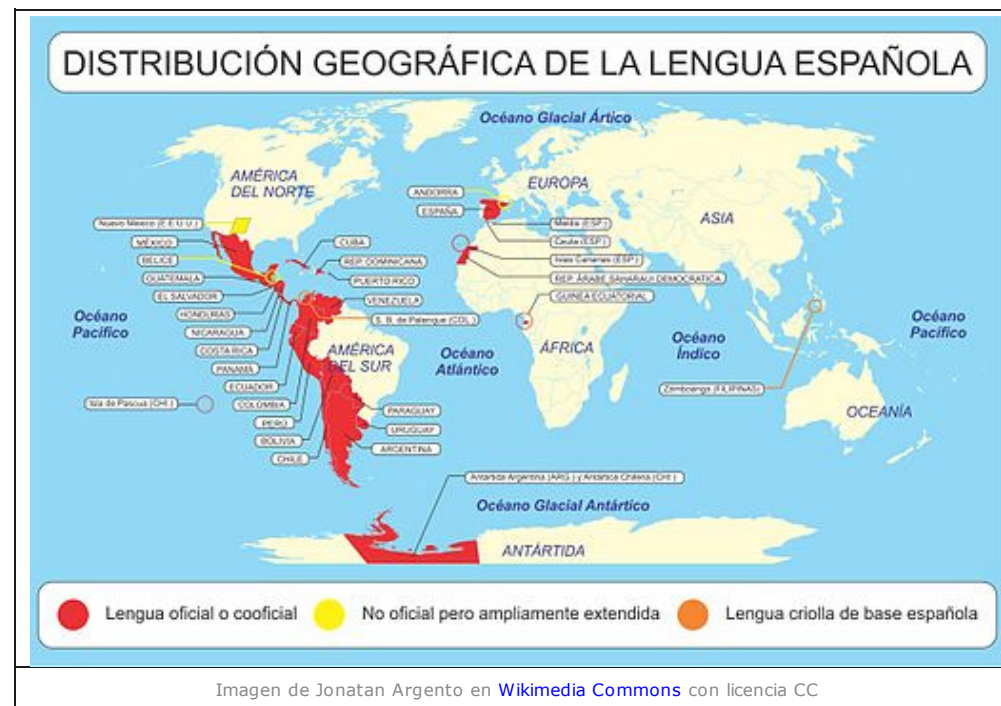 DISTRIBUCIÓN GEOGRÁFICA DE LA LENGUA ESPAÑOLA
Océano Glacial Ártico
AMÉRICA
DEL NORTE
EUROPA
ASIA
ANDORRA
ESPAÑA
Melilla (ESP.)
Ceuta (ESP.)
Islas Canarias (ESP.)
REP. ÁRABE SAHARAUI DEMOCRÁTICA
GUINEA ECUATORIAL
Nuevo México (E.E.U.U.)
MÉXICO
BELICE
GUATEMALA
EL SALVADOR
HONDURAS
NICARAGUA
COSTA RICA
PANAMÁ
ECUADOR
COLOMBIA
PERÚ
BOLIVIA
CHILE
CUBA
REP. DOMINICANA
PUERTO RICO
VENEZUELA
S. B. de Palenque (COL.)
Océano
Pacífico
AMÉRICA
DEL SUR
Océano
Atlántico
ÁFRICA
Océano
Índico
Océano
Pacífico
Isla de Pascua (CHI.)
PARAGUAY
URUGUAY
ARGENTINA
Zamboanga (FILIPINAS)
OCEANÍA
Antártida Argentina (ARG.) y Antártica Chilena (CHI.)
Océano Glacial Antártico
ANTÁRTIDA
Lengua oficial o cooficial
No oficial pero ampliamente extendida
Lengua criolla de base española
Imagen de Jonatan Argento en Wikimedia Commons con licencia CC